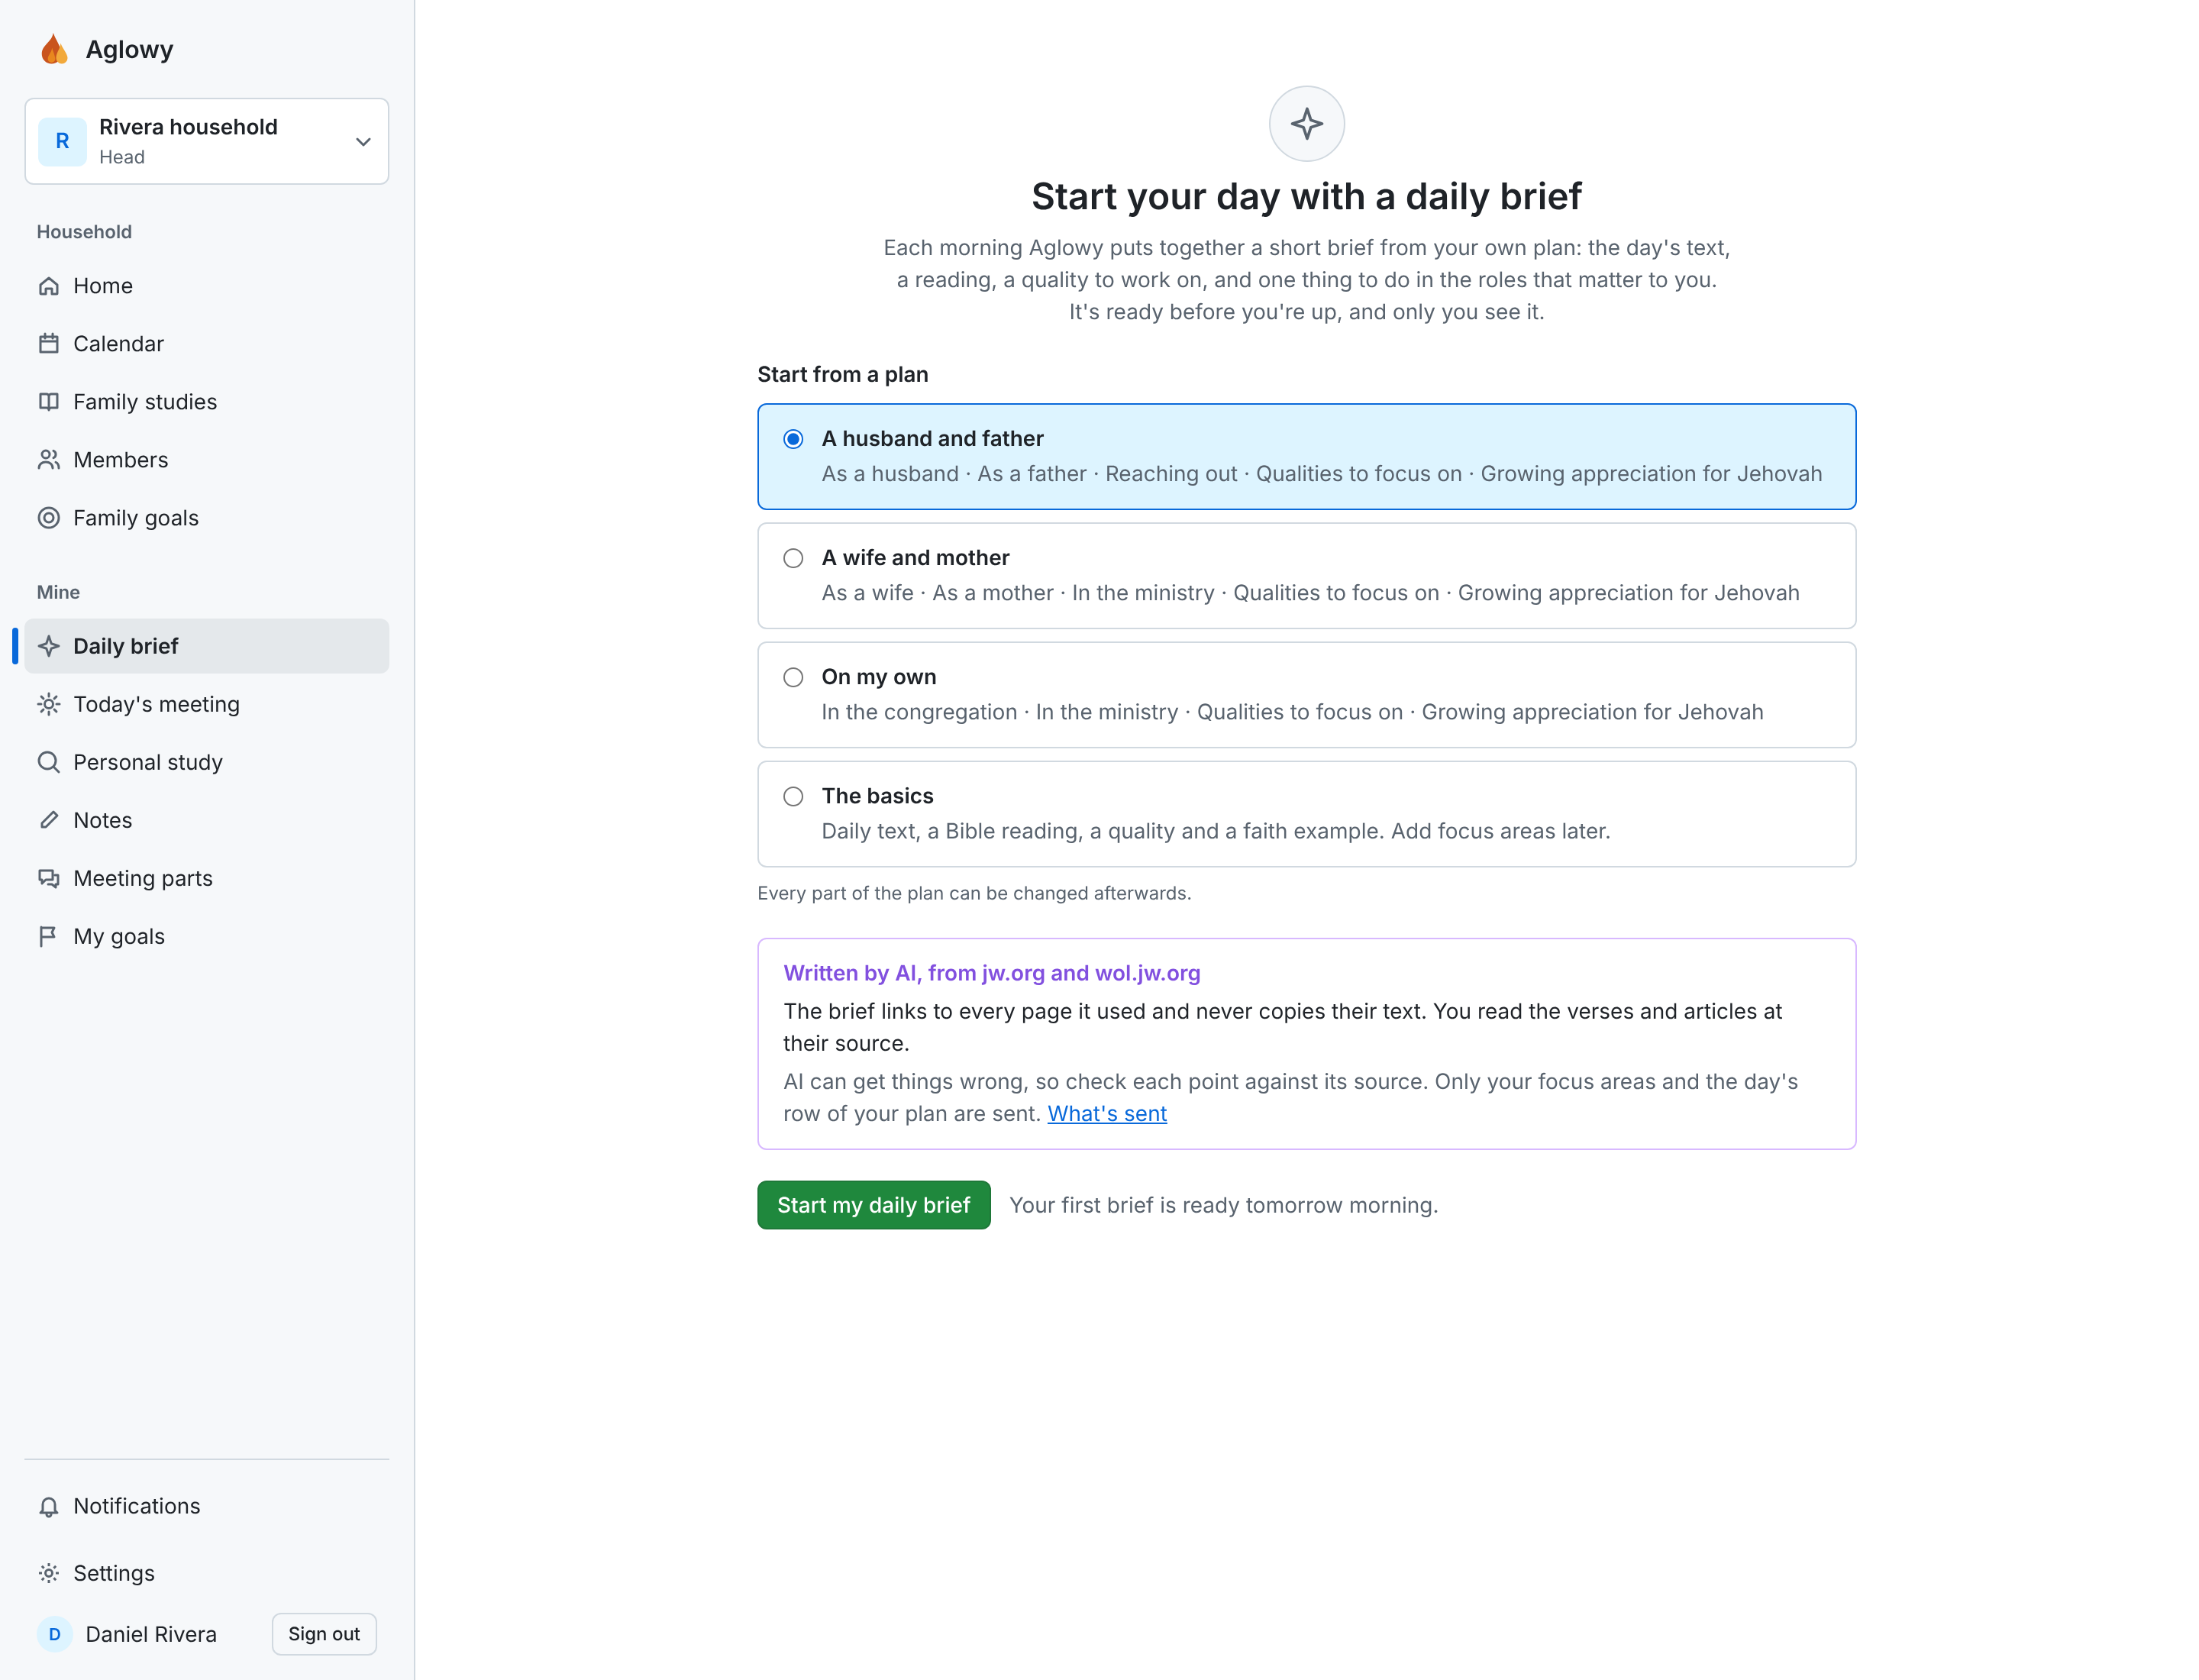 Aglowy
R
Rivera household
Head
Household
Home
Calendar
Family studies
Members
Family goals
Mine
Daily brief
Today's meeting
Personal study
Notes
Meeting parts
My goals
Notifications
Settings
D
Daniel Rivera
Sign out
Start your day with a daily brief
Each morning Aglowy puts together a short brief from your own plan: the day's text,
a reading, a quality to work on, and one thing to do in the roles that matter to you.
It's ready before you're up, and only you see it.
Start from a plan
A husband and father
As a husband · As a father · Reaching out · Qualities to focus on · Growing appreciation for Jehovah
A wife and mother
As a wife · As a mother · In the ministry · Qualities to focus on · Growing appreciation for Jehovah
On my own
In the congregation · In the ministry · Qualities to focus on · Growing appreciation for Jehovah
The basics
Daily text, a Bible reading, a quality and a faith example. Add focus areas later.
Every part of the plan can be changed afterwards.
Written by AI, from jw.org and wol.jw.org
The brief links to every page it used and never copies their text. You read the verses and articles at
their source.
AI can get things wrong, so check each point against its source. Only your focus areas and the day's
row of your plan are sent. What's sent
Start my daily brief
Your first brief is ready tomorrow morning.